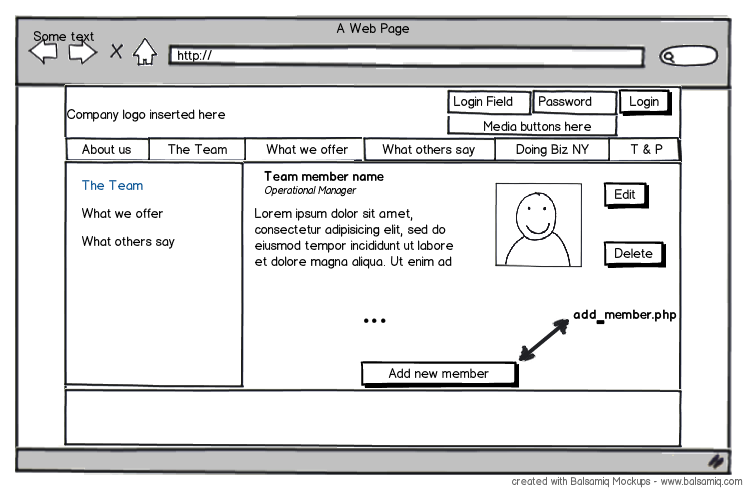 A Web Page
Some text
http://
Login Field
Password
Login
Company logo inserted here
Media buttons here
About us
The Team
What we offer
What others say
Doing Biz NY
T & P
The Team
What we offer
What others say
Team member name
Operational Manager
Lorem ipsum dolor sit amet,
consectetur adipisicing elit, sed do
eiusmod tempor incididunt ut labore
et dolore magna aliqua. Ut enim ad
Edit
Delete
...
add_member.php
Add new member
created with Balsamiq Mockups - www.balsamiq.com